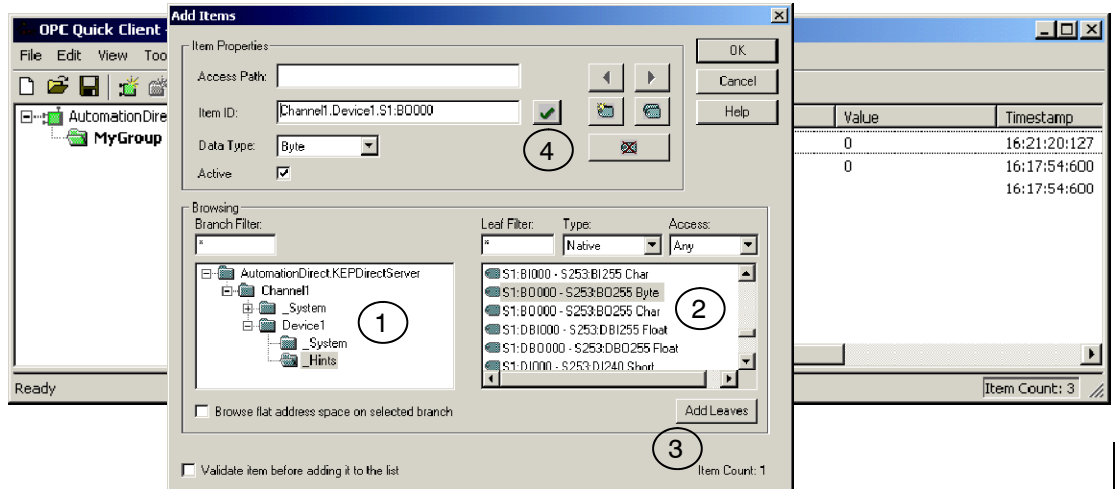 OPC Quick Client -
File Edit View Too
AutomationDire
MyGroup
Ready
Add Items
Item Properties
Access Path:
Item ID: Channel1.Device1.S1:BO000
Data Type: Byte
Active
4
OK
Cancel
Help
Browsing
Branch Filter:
*
Leaf Filter: Type: Access:
* Native Any
AutomationDirect.KEPDirectServer
Channel1
_System
Device1
_System
_Hints
1
S1:BI000 - S253:BI255 Char
S1:BO000 - S253:BO255 Byte
S1:BO000 - S253:BO255 Char
S1:DBI000 - S253:DBI255 Float
S1:DBO000 - S253:DBO255 Float
S1:DI000 - S253:DI240 Short
2
Browse flat address space on selected branch
Add Leaves
3
Validate item before adding it to the list
Item Count: 1
Value Timestamp
0 16:21:20:127
0 16:17:54:600
16:17:54:600
Item Count: 3